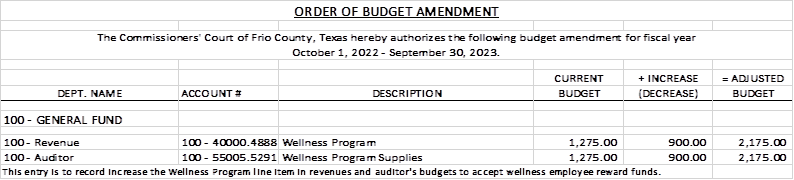 ORDER OF BUDGET AMENDMENT
The Commissioners' Court of Frio County, Texas hereby authorizes the following budget amendment for fiscal year
October 1, 2022 - September 30, 2023.
CURRENT + INCREASE = ADJUSTED
DEPT. NAME ACCOUNT # DESCRIPTION BUDGET (DECREASE) BUDGET
100 - GENERAL FUND
100 - Revenue 100 - 40000.4888 Wellness Program 1,275.00 900.00 2,175.00
100 - Auditor 100 - 55005.5291 Wellness Program Supplies 1,275.00 900.00 2,175.00
This entry is to record increase the Wellness Program line item in revenues and auditor's budgets to accept wellness employee reward funds.